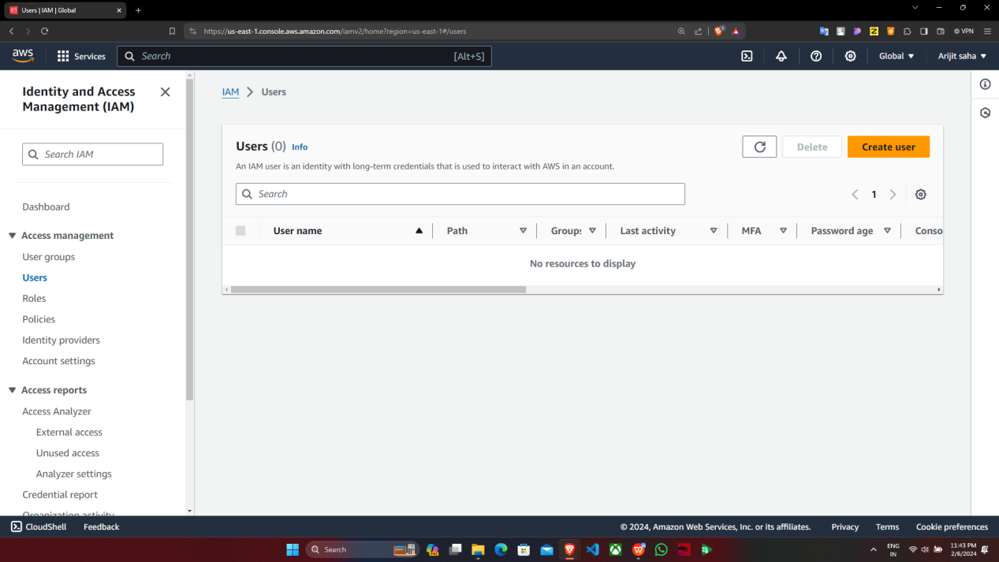 Users | IAM | Global
https://us-east-1.console.aws.amazon.com/iamv2/home?region=us-east-1#/users
VPN
aws
Services
Search
[Alt+S]
Global
Arijit saha
Identity and Access
Management (IAM)
Search IAM
Dashboard
Access management
User groups
Users
Roles
Policies
Identity providers
Account settings
Access reports
Access Analyzer
External access
Unused access
Analyzer settings
Credential report
Organization activity
IAM > Users
Users (0) Info
Delete
Create user
An IAM user is an identity with long-term credentials that is used to interact with AWS in an account.
Search
1
User name Path Groups Last activity MFA Password age Conso
No resources to display
CloudShell Feedback
© 2024, Amazon Web Services, Inc. or its affiliates. Privacy Terms Cookie preferences
Search
ENG
IN
11:43 PM
2/6/2024